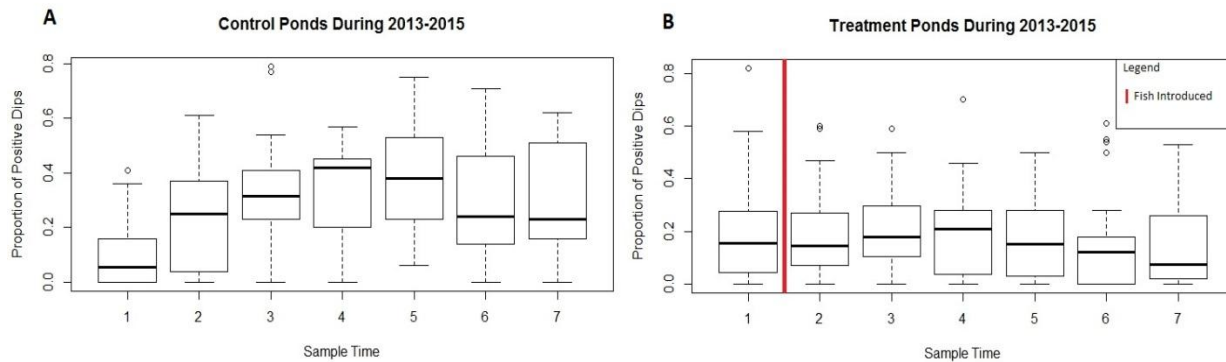 A
Control Ponds During 2013-2015
Proportion of Positive Dips
0.0
0.2
0.4
0.6
0.8
1 2 3 4 5 6 7
Sample Time
B
Treatment Ponds During 2013-2015
Proportion of Positive Dips
0.0
0.2
0.4
0.6
0.8
Legend
Fish Introduced
1 2 3 4 5 6 7
Sample Time